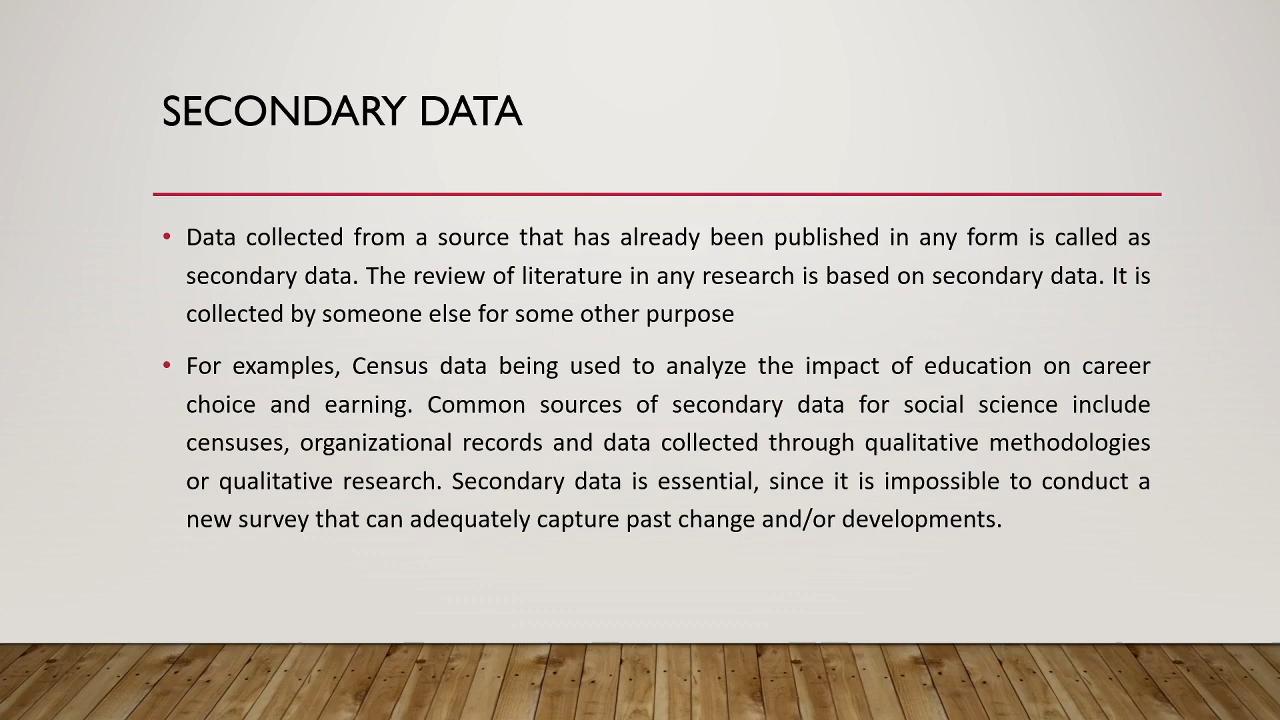 SECONDARY DATA
• Data collected from a source that has already been published in any form is called as
secondary data. The review of literature in any research is based on secondary data. It is
collected by someone else for some other purpose
• For examples, Census data being used to analyze the impact of education on career
choice and earning. Common sources of secondary data for social science include
censuses, organizational records and data collected through qualitative methodologies
or qualitative research. Secondary data is essential, since it is impossible to conduct a
new survey that can adequately capture past change and/or developments.